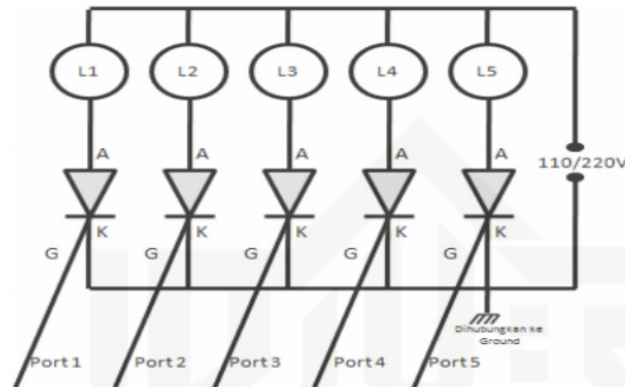 L1 L2 L3 L4 L5
A A A A A
110/220V
K K K K K
G G G G G
Dihubungkan ke
Ground
Port 1 Port 2 Port 3 Port 4 Port 5